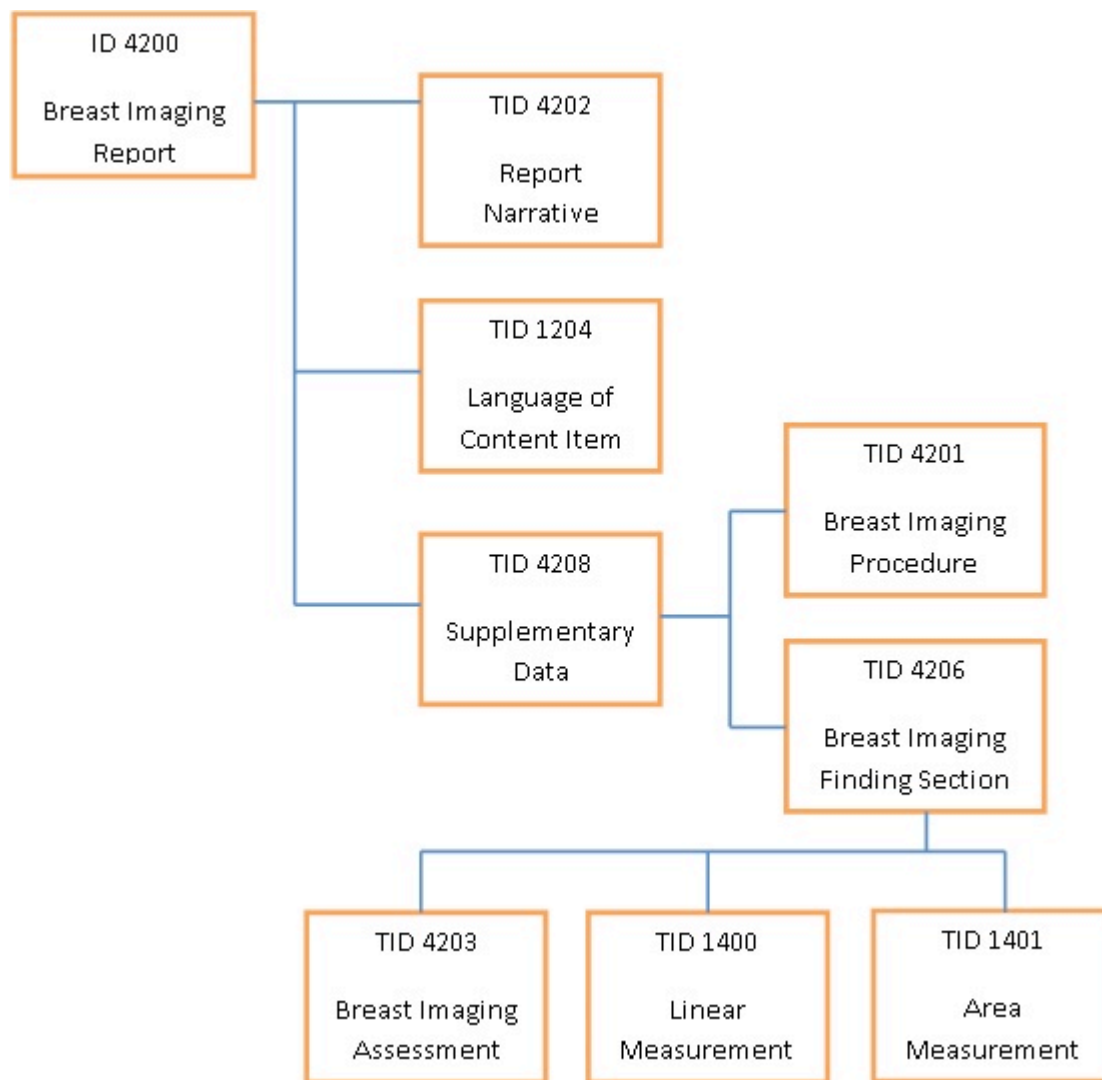 ID 4200
Breast Imaging
Report
TID 4202
Report
Narrative
TID 1204
Language of
Content Item
TID 4208
Supplementary
Data
TID 4201
Breast Imaging
Procedure
TID 4206
Breast Imaging
Finding Section
TID 4203
Breast Imaging
Assessment
TID 1400
Linear
Measurement
TID 1401
Area
Measurement